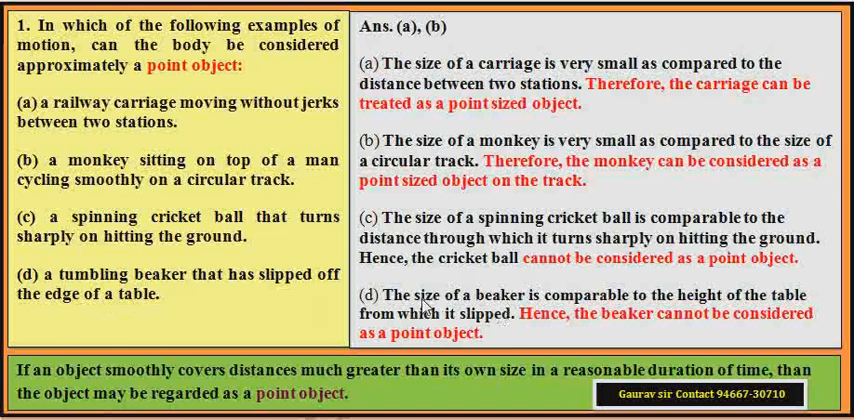 1. In which of the following examples of
motion, can the body be considered
approximately a point object:
(a) a railway carriage moving without jerks
between two stations.
(b) a monkey sitting on top of a man
cycling smoothly on a circular track.
(c) a spinning cricket ball that turns
sharply on hitting the ground.
(d) a tumbling beaker that has slipped off
the edge of a table.
Ans. (a), (b)
(a) The size of a carriage is very small as compared to the
distance between two stations. Therefore, the carriage can be
treated as a point sized object.
(b) The size of a monkey is very small as compared to the size of
a circular track. Therefore, the monkey can be considered as a
point sized object on the track.
(c) The size of a spinning cricket ball is comparable to the
distance through which it turns sharply on hitting the ground.
Hence, the cricket ball cannot be considered as a point object.
(d) The size of a beaker is comparable to the height of the table
from which it slipped. Hence, the beaker cannot be considered
as a point object.
If an object smoothly covers distances much greater than its own size in a reasonable duration of time, than
the object may be regarded as a point object.
Gaurav sir Contact 94667-30710